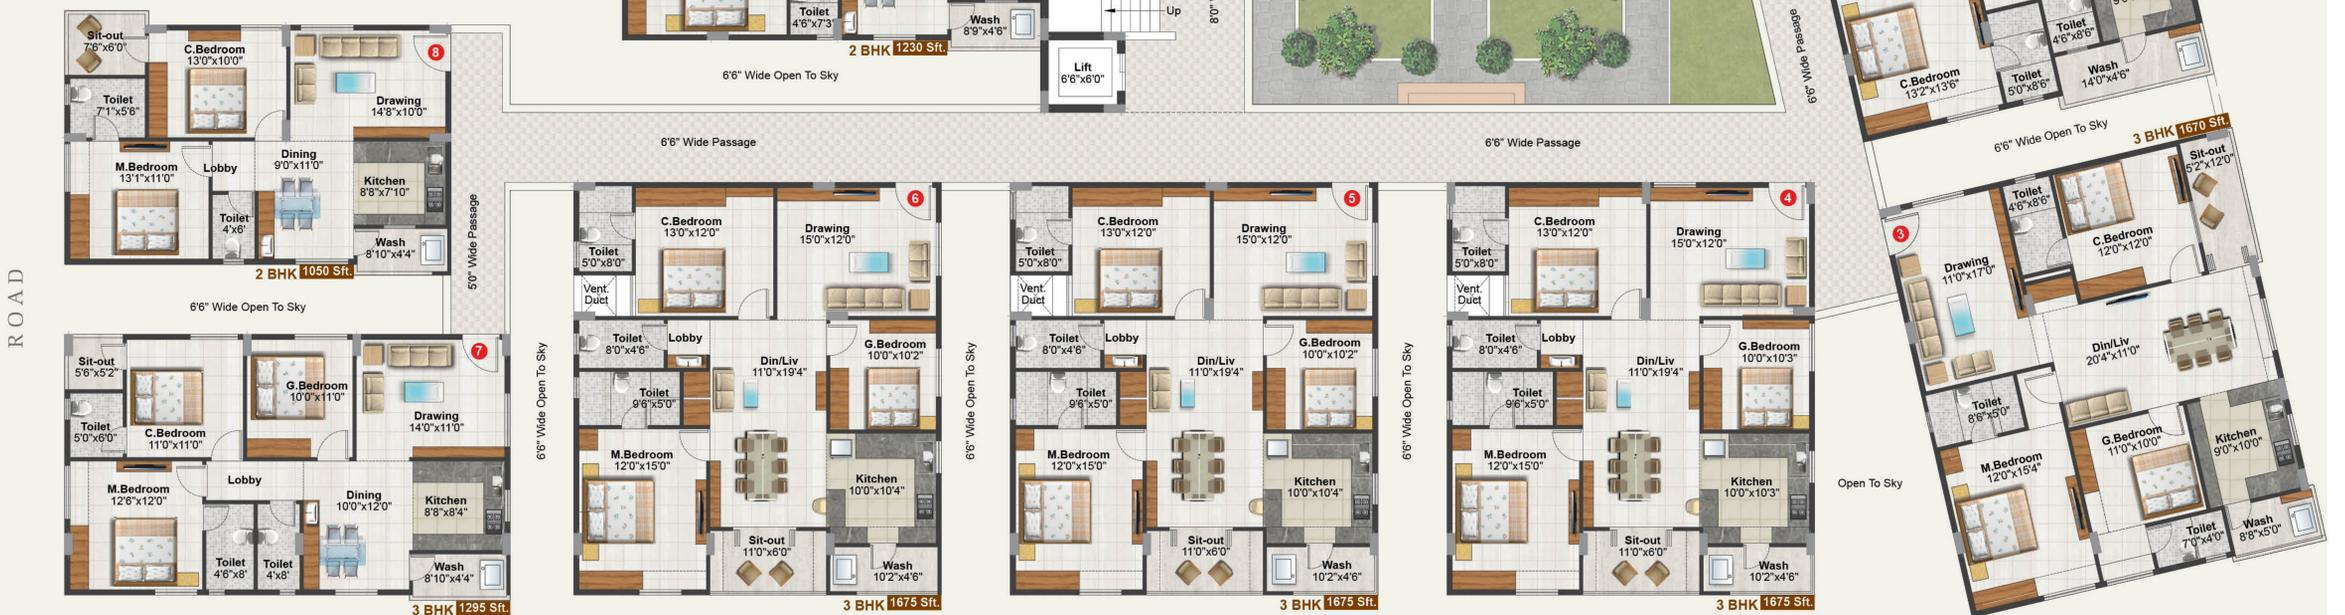 ROAD
Sit-out
7'6"x6'0"
C.Bedroom
13'0"x10'0"
8
Toilet
7'1"x5'6"
Drawing
14'8"x10'0"
M.Bedroom
13'1"x11'0"
Lobby
Dining
9'0"x11'0"
Kitchen
8'8"x7'10"
Toilet
4'x6'
Wash
8'10"x4'4"
2 BHK 1050 Sft.
6'6" Wide Open To Sky
5'0" Wide Passage
Toilet
4'6"x7'3"
Wash
8'9"x4'6"
2 BHK 1230 Sft.
6'6" Wide Open To Sky
Up
Lift
6'6"x6'0"
8'0"
6'6" Wide Passage
6'6" Wide Passage
6'6" Wide Passage
C.Bedroom
13'2"x13'6"
Toilet
4'6"x8'6"
Toilet
5'0"x8'6"
Wash
14'0"x4'6"
6'6" Wide Open To Sky
3 BHK 1670 Sft.
7
Sit-out
5'6"x5'2"
G.Bedroom
10'0"x11'0"
Toilet
5'0"x6'0"
C.Bedroom
11'0"x11'0"
Drawing
14'0"x11'0"
M.Bedroom
12'6"x12'0"
Lobby
Dining
10'0"x12'0"
Kitchen
8'8"x8'4"
Toilet
4'6"x8'
Toilet
4'x8'
Wash
8'10"x4'4"
3 BHK 1295 Sft.
6'6" Wide Open To Sky
6
C.Bedroom
13'0"x12'0"
Drawing
15'0"x12'0"
Toilet
5'0"x8'0"
Vent.
Duct
Toilet
8'0"x4'6"
Lobby
Din/Liv
11'0"x19'4"
G.Bedroom
10'0"x10'2"
Toilet
9'6"x5'0"
M.Bedroom
12'0"x15'0"
Kitchen
10'0"x10'4"
Sit-out
11'0"x6'0"
Wash
10'2"x4'6"
3 BHK 1675 Sft.
6'6" Wide Open To Sky
5
C.Bedroom
13'0"x12'0"
Drawing
15'0"x12'0"
Toilet
5'0"x8'0"
Vent.
Duct
Toilet
8'0"x4'6"
Lobby
Din/Liv
11'0"x19'4"
G.Bedroom
10'0"x10'2"
Toilet
9'6"x5'0"
M.Bedroom
12'0"x15'0"
Kitchen
10'0"x10'4"
Sit-out
11'0"x6'0"
Wash
10'2"x4'6"
3 BHK 1675 Sft.
6'6" Wide Open To Sky
4
C.Bedroom
13'0"x12'0"
Drawing
15'0"x12'0"
Toilet
5'0"x8'0"
Vent.
Duct
Toilet
8'0"x4'6"
Lobby
Din/Liv
11'0"x19'4"
G.Bedroom
10'0"x10'3"
Toilet
9'6"x5'0"
M.Bedroom
12'0"x15'0"
Kitchen
10'0"x10'3"
Sit-out
11'0"x6'0"
Wash
10'2"x4'6"
3 BHK 1675 Sft.
Open To Sky
3
Sit-out
5'2"x12'0"
Toilet
4'6"x8'6"
C.Bedroom
12'0"x12'0"
Drawing
11'0"x17'0"
Din/Liv
20'4"x11'0"
Toilet
8'6"x5'0"
G.Bedroom
11'0"x10'0"
Kitchen
9'0"x10'0"
M.Bedroom
12'0"x15'4"
Toilet
7'0"x4'0"
Wash
8'8"x5'0"